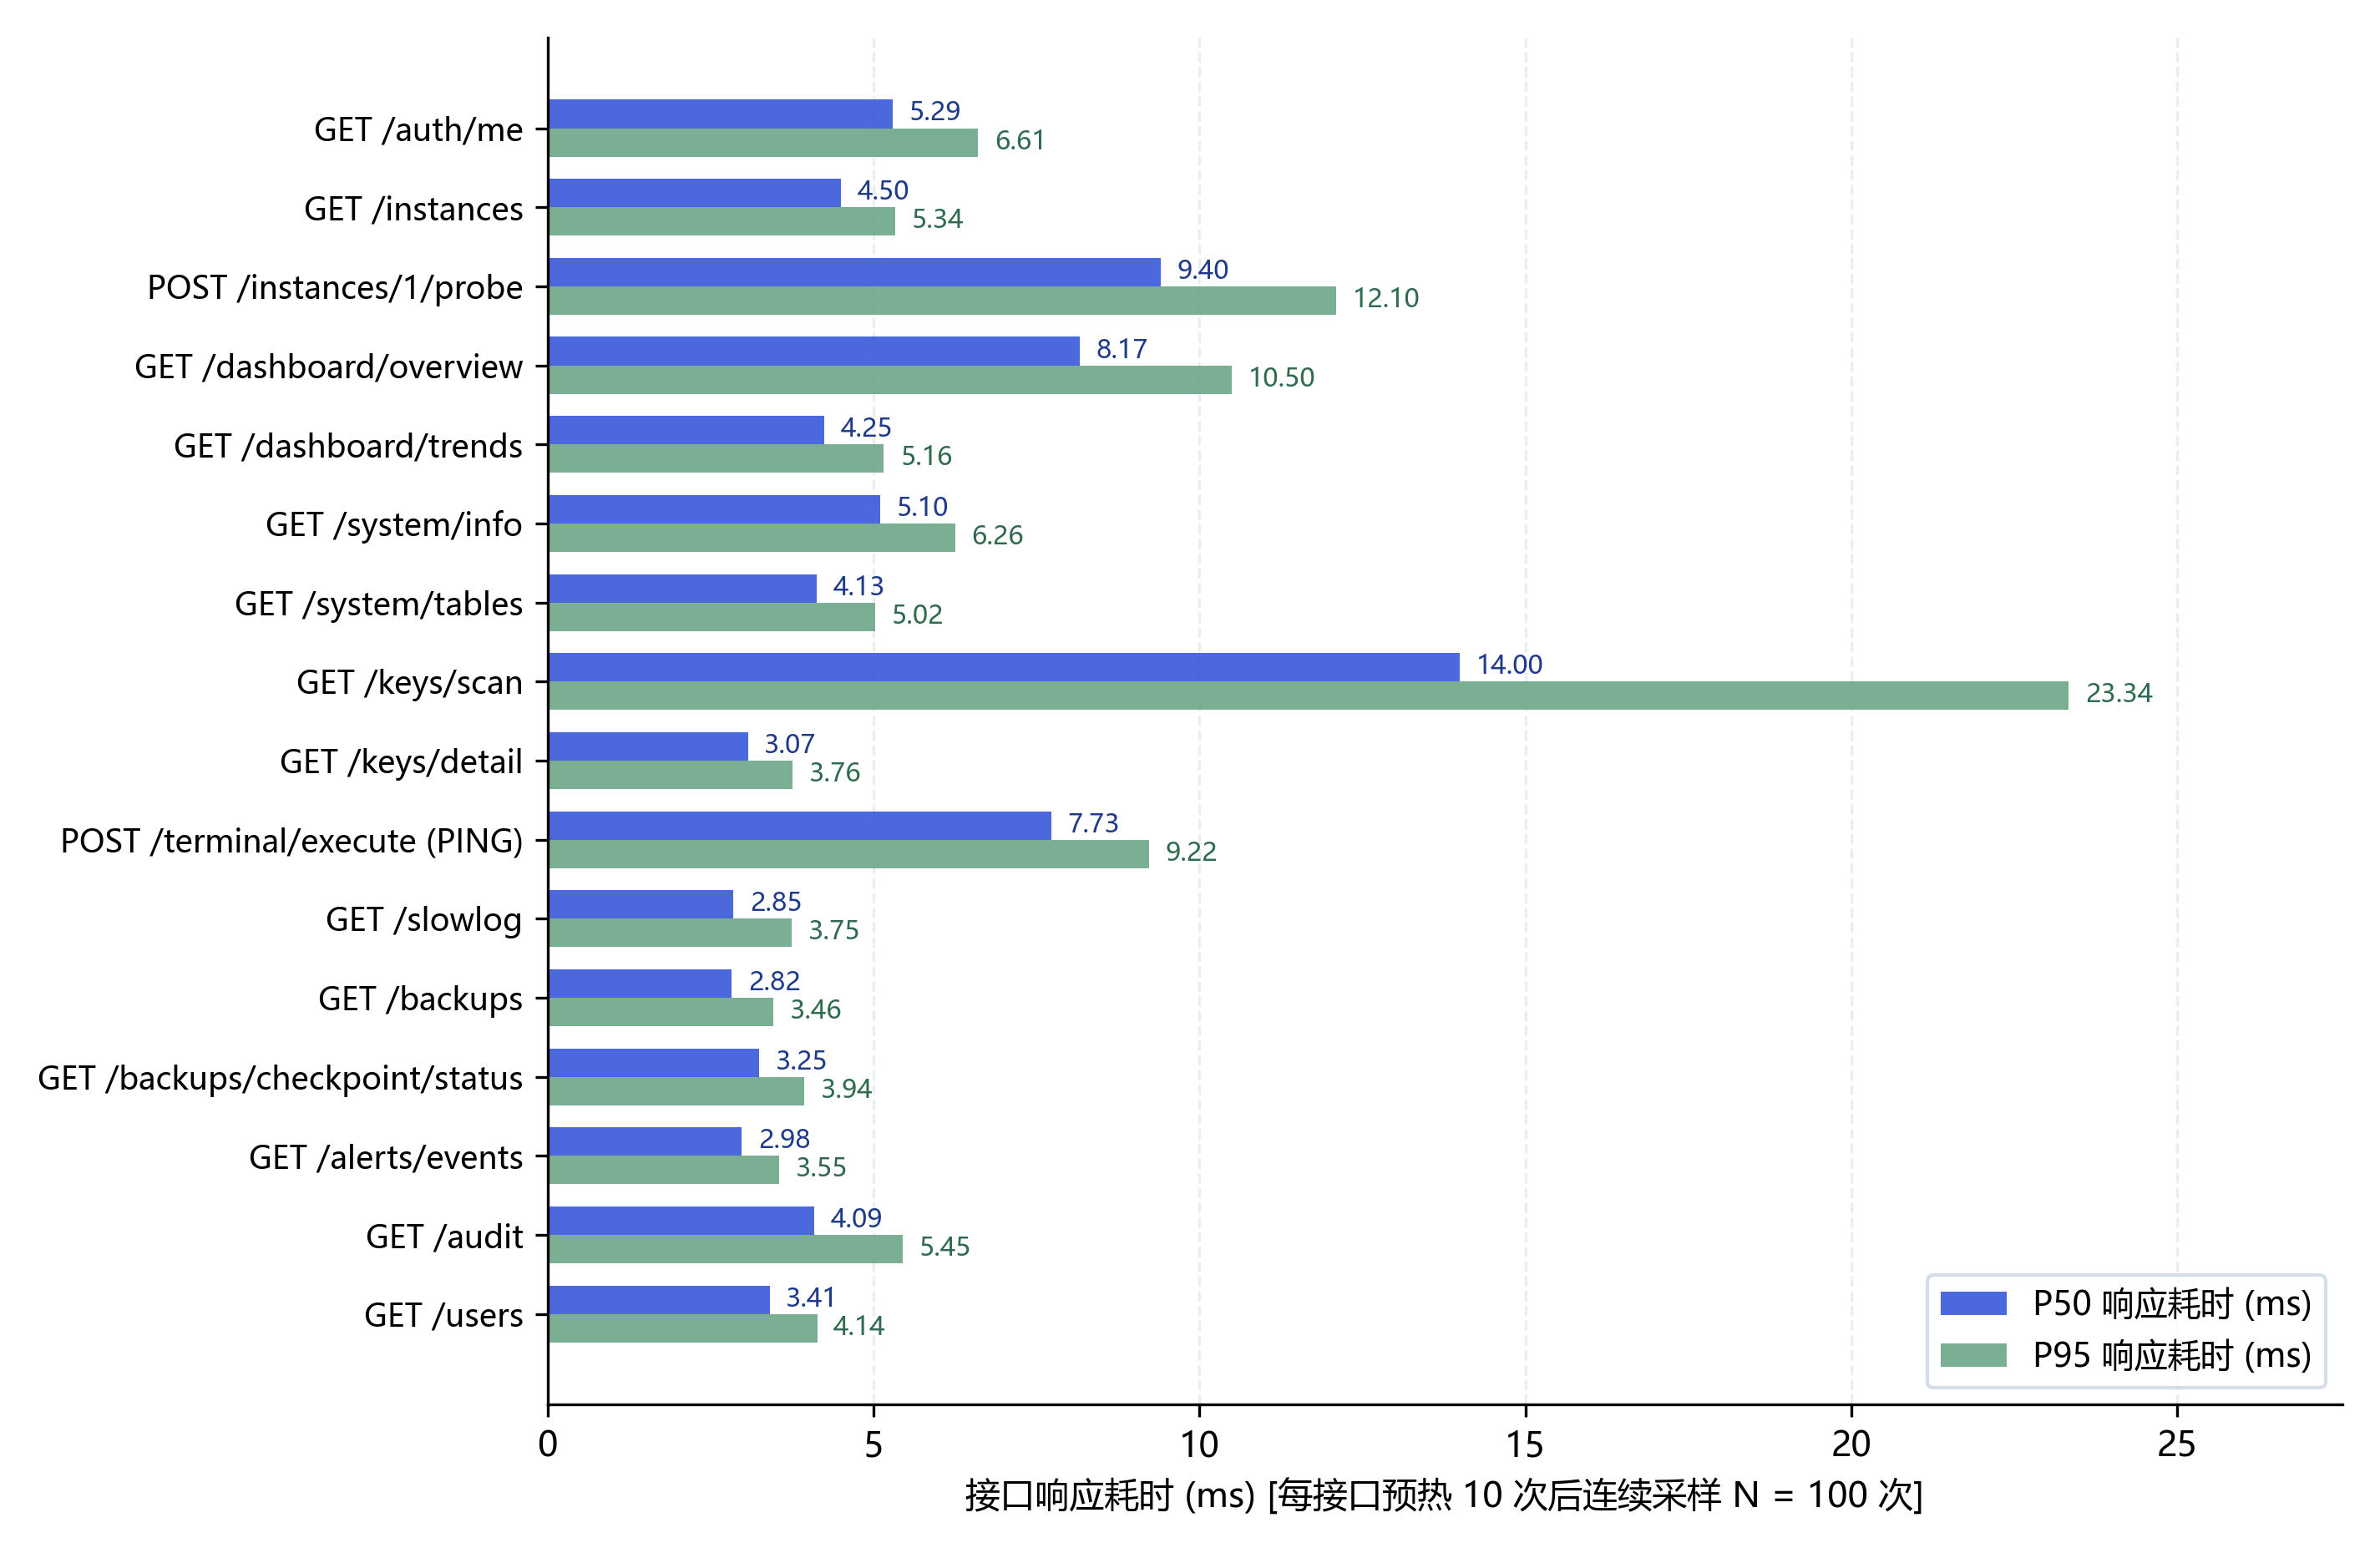 GET /auth/me
5.29
6.61
GET /instances
4.50
5.34
POST /instances/1/probe
9.40
12.10
GET /dashboard/overview
8.17
10.50
GET /dashboard/trends
4.25
5.16
GET /system/info
5.10
6.26
GET /system/tables
4.13
5.02
GET /keys/scan
14.00
23.34
GET /keys/detail
3.07
3.76
POST /terminal/execute (PING)
7.73
9.22
GET /slowlog
2.85
3.75
GET /backups
2.82
3.46
GET /backups/checkpoint/status
3.25
3.94
GET /alerts/events
2.98
3.55
GET /audit
4.09
5.45
GET /users
3.41
4.14
P50 响应耗时 (ms)
P95 响应耗时 (ms)
0 5 10 15 20 25
接口响应耗时 (ms) [每接口预热 10 次后连续采样 N = 100 次]